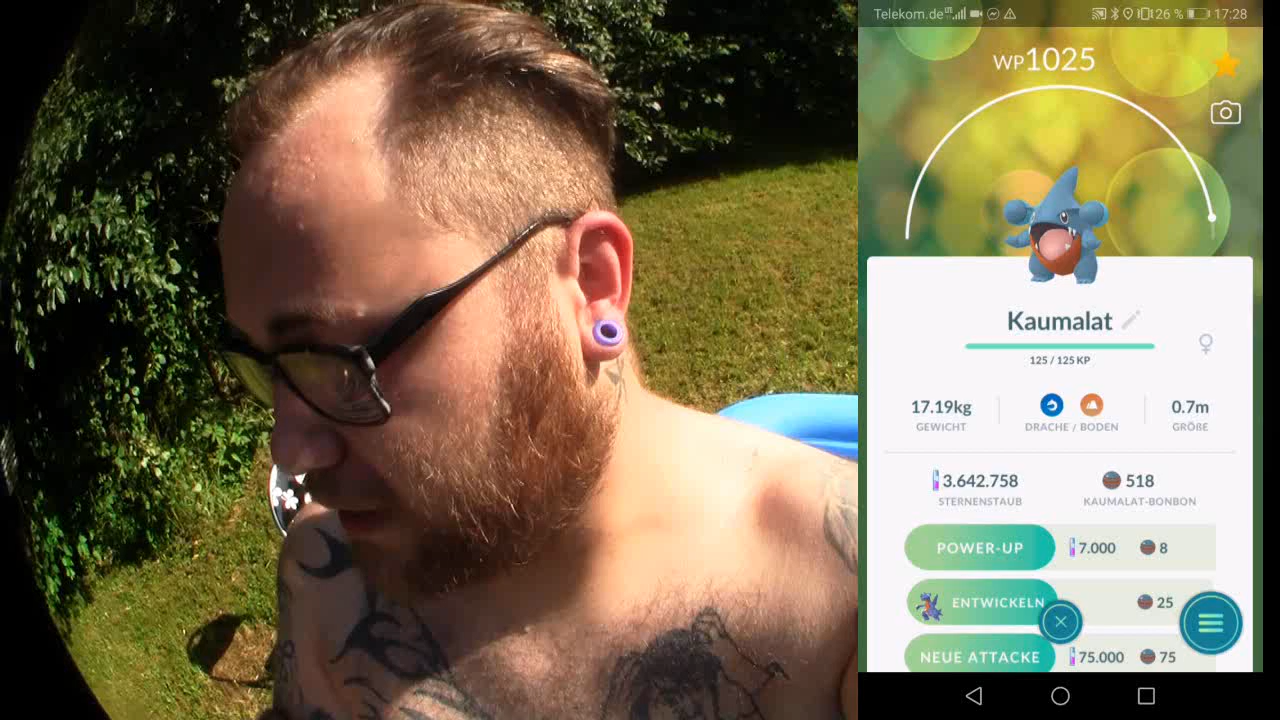 Telekom.de 26 % 17:28
WP1025
Kaumalat
125 / 125 KP
17.19kg
GEWICHT
DRACHE / BODEN
0.7m
GRÖßE
3.642.758
STERNENSTAUB
518
KAUMALAT-BONBON
POWER-UP 7.000 8
ENTWICKELN 25
NEUE ATTACKE 75.000 75